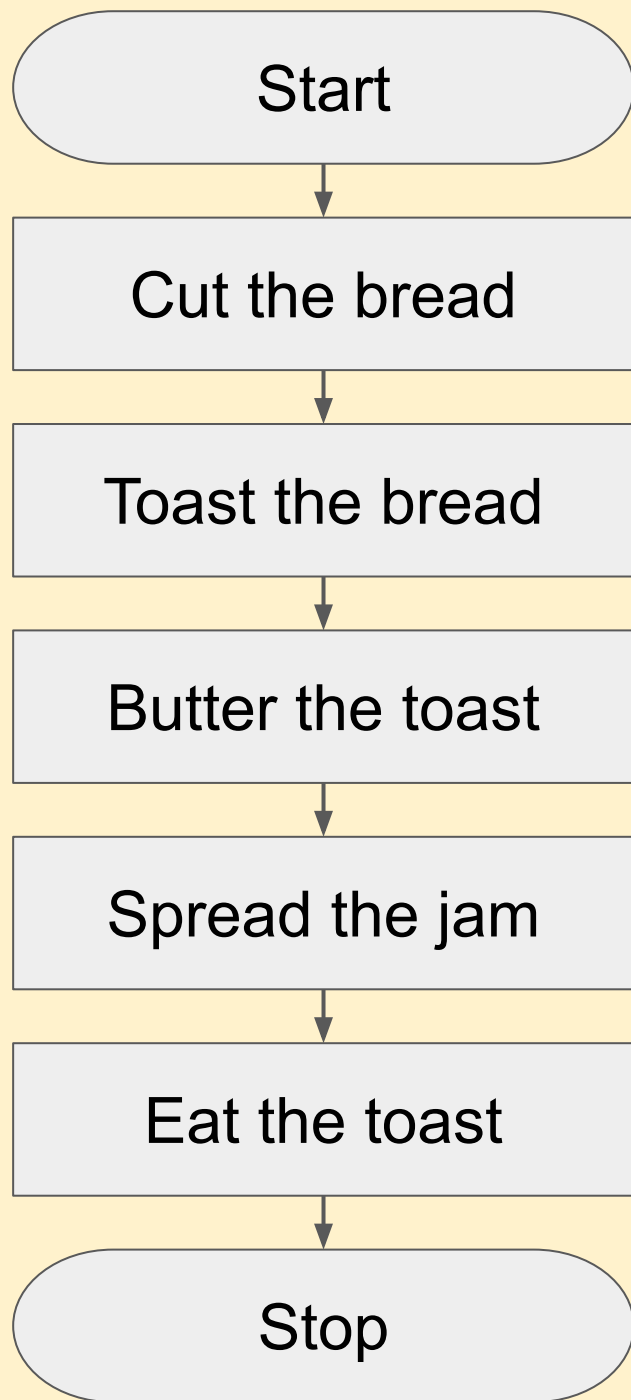 Start
Cut the bread
Toast the bread
Butter the toast
Spread the jam
Eat the toast
Stop